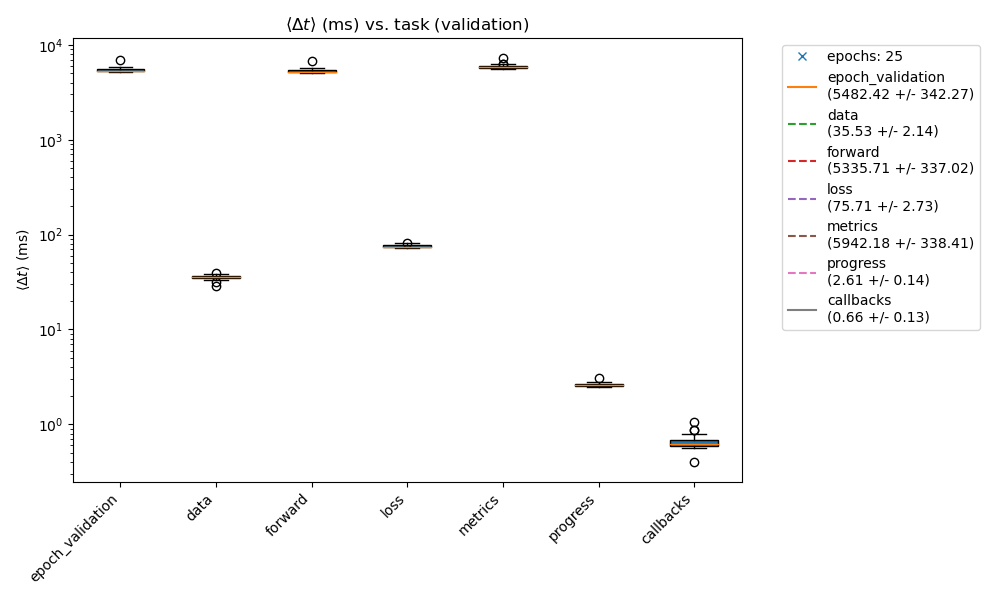 ⟨Δt⟩ (ms) vs. task (validation)
⟨Δt⟩ (ms)
10⁴
10³
10²
10¹
10⁰
epoch_validation
data
forward
loss
metrics
progress
callbacks
epochs: 25
epoch_validation
(5482.42 +/- 342.27)
data
(35.53 +/- 2.14)
forward
(5335.71 +/- 337.02)
loss
(75.71 +/- 2.73)
metrics
(5942.18 +/- 338.41)
progress
(2.61 +/- 0.14)
callbacks
(0.66 +/- 0.13)